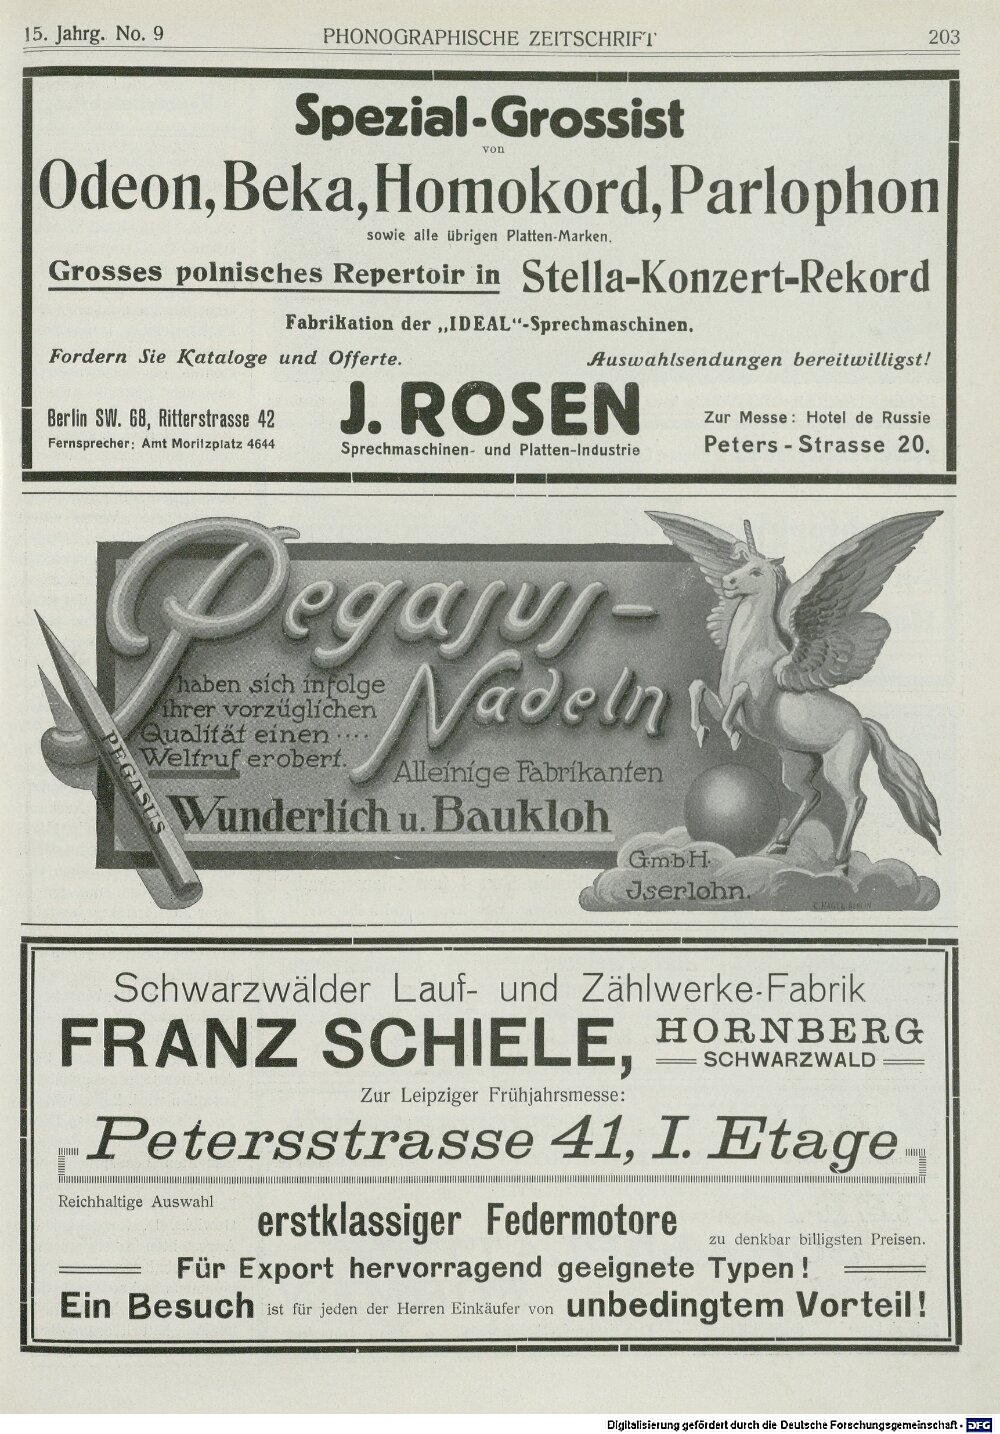 15. Jahrg. No. 9 PHONOGRAPHISCHE ZEITSCHRIFT 203
Spezial-Grossist
von
Odeon, Beka, Homokord, Parlophon
sowie alle übrigen Platten-Marken.
Grosses polnisches Repertoir in Stella-Konzert-Rekord
Fabrikation der „IDEAL“-Sprechmaschinen.
Fordern Sie Kataloge und Offerte. Auswahlsendungen bereitwilligst!
J. ROSEN
Berlin SW. 68, Ritterstrasse 42
Fernsprecher: Amt Moritzplatz 4644
Sprechmaschinen- und Platten-Industrie
Zur Messe: Hotel de Russie
Peters-Strasse 20.
Pegasus-
Nadeln
haben sich infolge
ihrer vorzüglichen
Qualität einen ....
Weltruf erobert.
PEGASUS
Alleinige Fabrikanten
Wunderlich u. Baukloh
G.m.b.H.
Jserlohn.
Schwarzwälder Lauf- und Zählwerke-Fabrik
FRANZ SCHIELE, HORNBERG
SCHWARZWALD
Zur Leipziger Frühjahrsmesse:
Petersstrasse 41, I. Etage
Reichhaltige Auswahl
erstklassiger Federmotore
zu denkbar billigsten Preisen.
Für Export hervorragend geeignete Typen!
Ein Besuch ist für jeden der Herren Einkäufer von unbedingtem Vorteil!
Digitalisierung gefördert durch die Deutsche Forschungsgemeinschaft - DFG